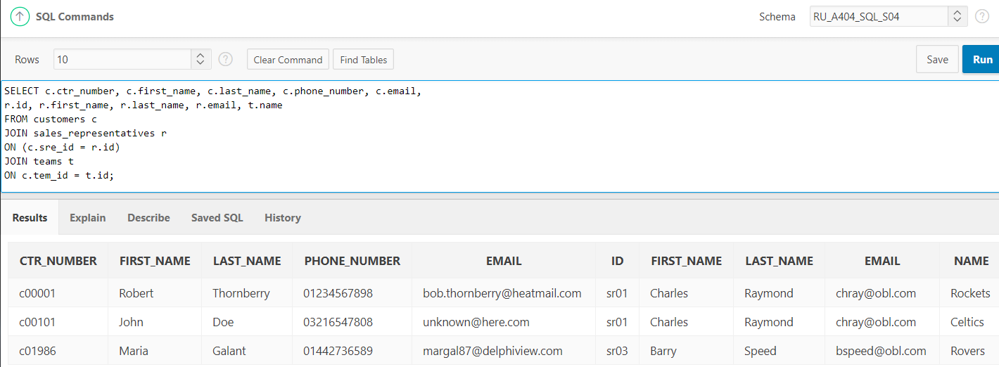 SQL Commands Schema RU_A404_SQL_S04 ?
Rows 10 ? Clear Command Find Tables Save Run
SELECT c.ctr_number, c.first_name, c.last_name, c.phone_number, c.email,
r.id, r.first_name, r.last_name, r.email, t.name
FROM customers c
JOIN sales_representatives r
ON (c.sre_id = r.id)
JOIN teams t
ON c.tem_id = t.id;
Results Explain Describe Saved SQL History
CTR_NUMBER FIRST_NAME LAST_NAME PHONE_NUMBER EMAIL ID FIRST_NAME LAST_NAME EMAIL NAME
c00001 Robert Thornberry 01234567898 bob.thornberry@heatmail.com sr01 Charles Raymond chray@obl.com Rockets
c00101 John Doe 03216547808 unknown@here.com sr01 Charles Raymond chray@obl.com Celtics
c01986 Maria Galant 01442736589 margal87@delphiview.com sr03 Barry Speed bspeed@obl.com Rovers